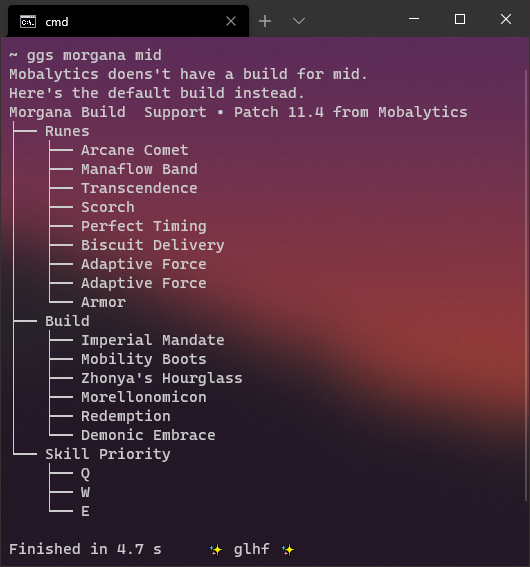 cmd
~ ggs morgana mid
Mobalytics doens't have a build for mid.
Here's the default build instead.
Morgana Build  Support • Patch 11.4 from Mobalytics
Runes
Arcane Comet
Manaflow Band
Transcendence
Scorch
Perfect Timing
Biscuit Delivery
Adaptive Force
Adaptive Force
Armor
Build
Imperial Mandate
Mobility Boots
Zhonya's Hourglass
Morellonomicon
Redemption
Demonic Embrace
Skill Priority
Q
W
E
Finished in 4.7 s     ✨ glhf ✨